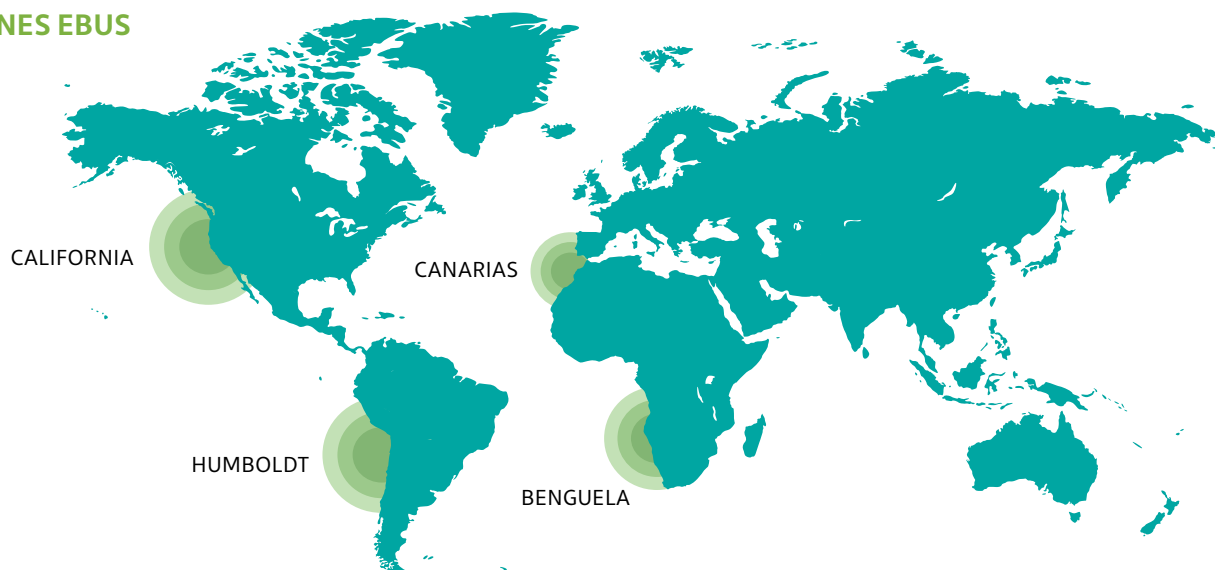 NES EBUS
CALIFORNIA
CANARIAS
HUMBOLDT
BENGUELA